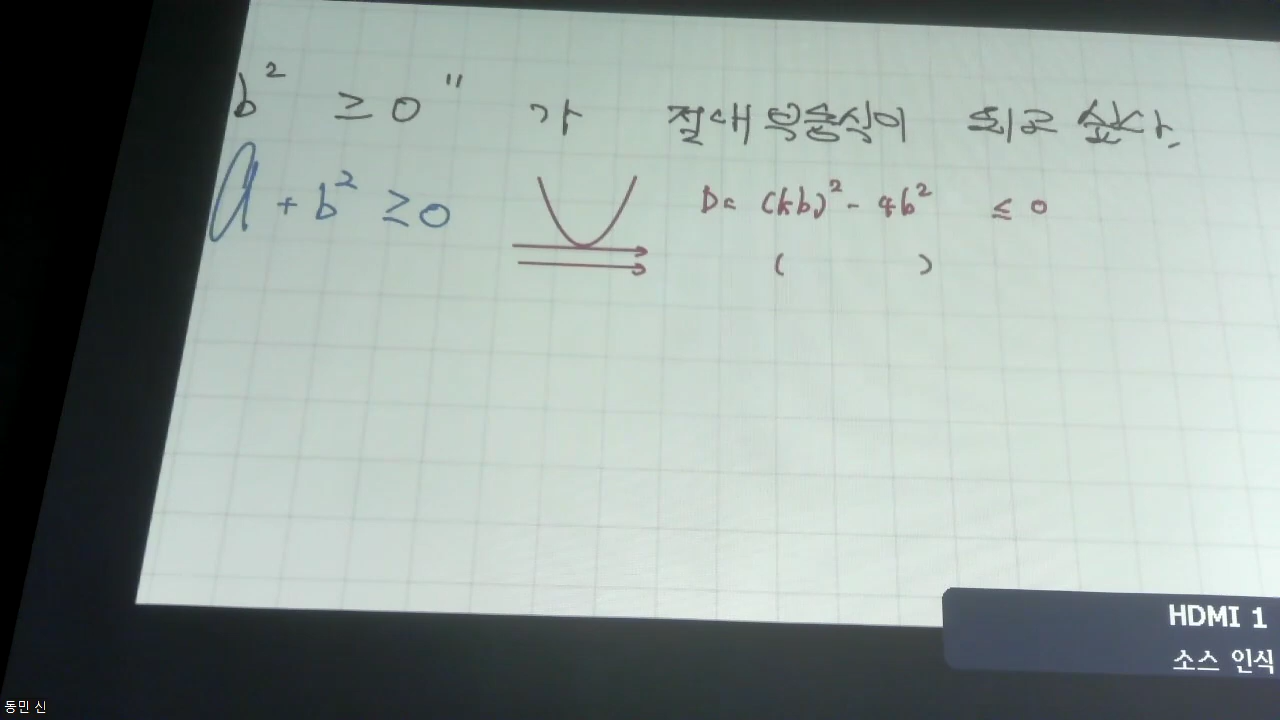 b² ≥ 0" 가 절대부등식이 되고 싶다.
a + b² ≥ 0 D = (kb)² - 4b² ≤ 0
( )
HDMI 1
소스 인식
동민 신